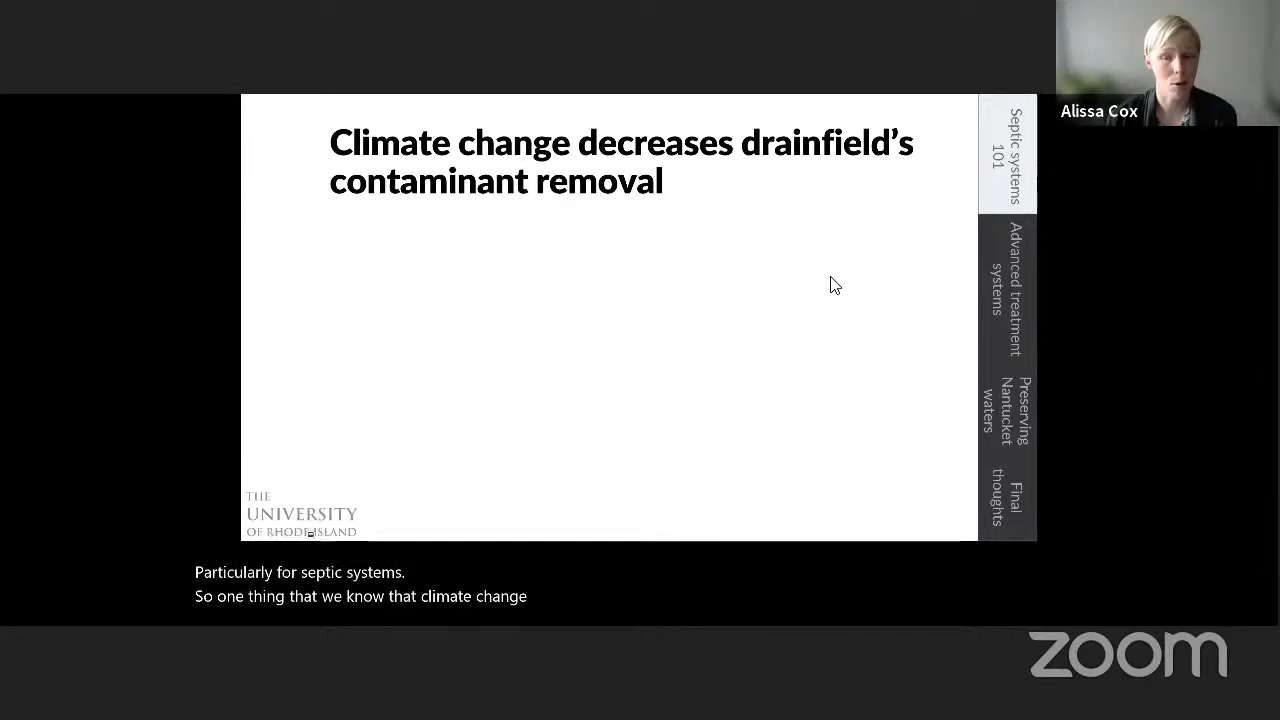 Alissa Cox
Climate change decreases drainfield’s
contaminant removal
Septic systems
101
Advanced treatment
systems
Preserving
Nantucket
waters
Final
thoughts
THE
UNIVERSITY
OF RHODE ISLAND
Particularly for septic systems.
So one thing that we know that climate change
zoom